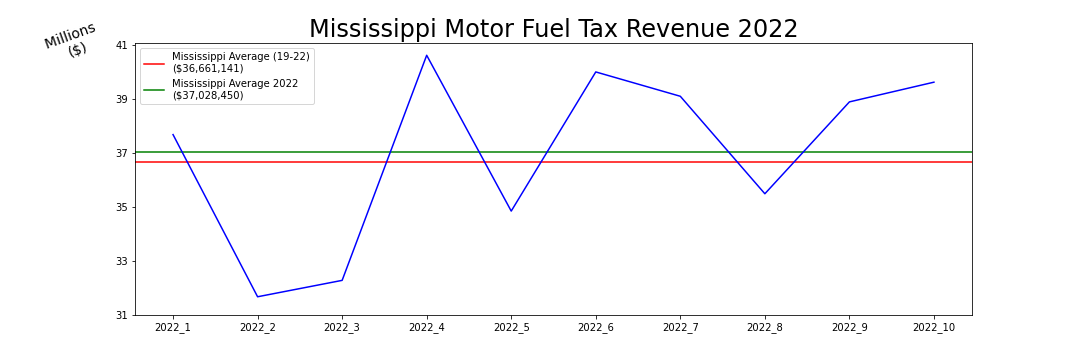 Mississippi Motor Fuel Tax Revenue 2022
Millions
($)
41
39
37
35
33
31
Mississippi Average (19-22)
($36,661,141)
Mississippi Average 2022
($37,028,450)
2022_1 2022_2 2022_3 2022_4 2022_5 2022_6 2022_7 2022_8 2022_9 2022_10